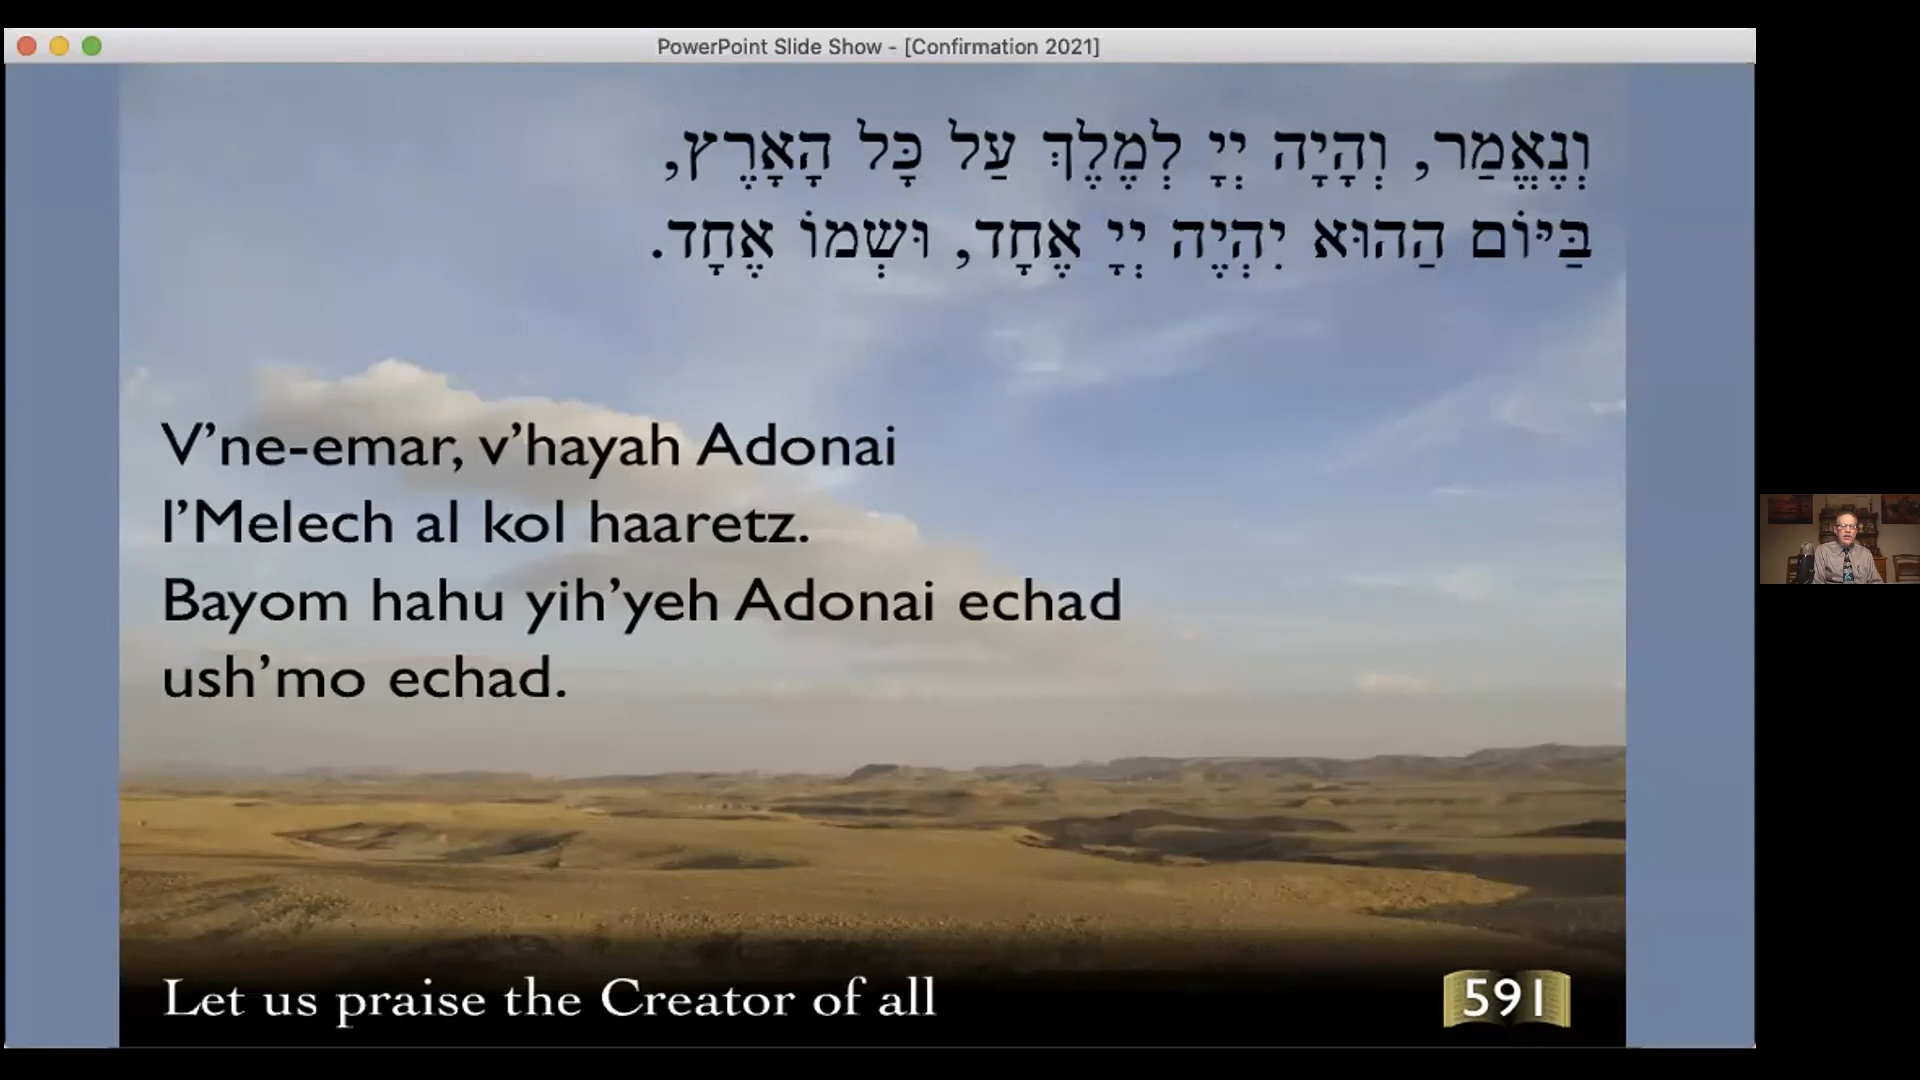 PowerPoint Slide Show - [Confirmation 2021]
וְנֶאֱמַר, וְהָיָה יְיָ לְמֶלֶךְ עַל כָּל הָאָרֶץ,
בַּיּוֹם הַהוּא יִהְיֶה יְיָ אֶחָד, וּשְׁמוֹ אֶחָד.
V’ne-emar, v’hayah Adonai
l’Melech al kol haaretz.
Bayom hahu yih’yeh Adonai echad
ush’mo echad.
Let us praise the Creator of all
591